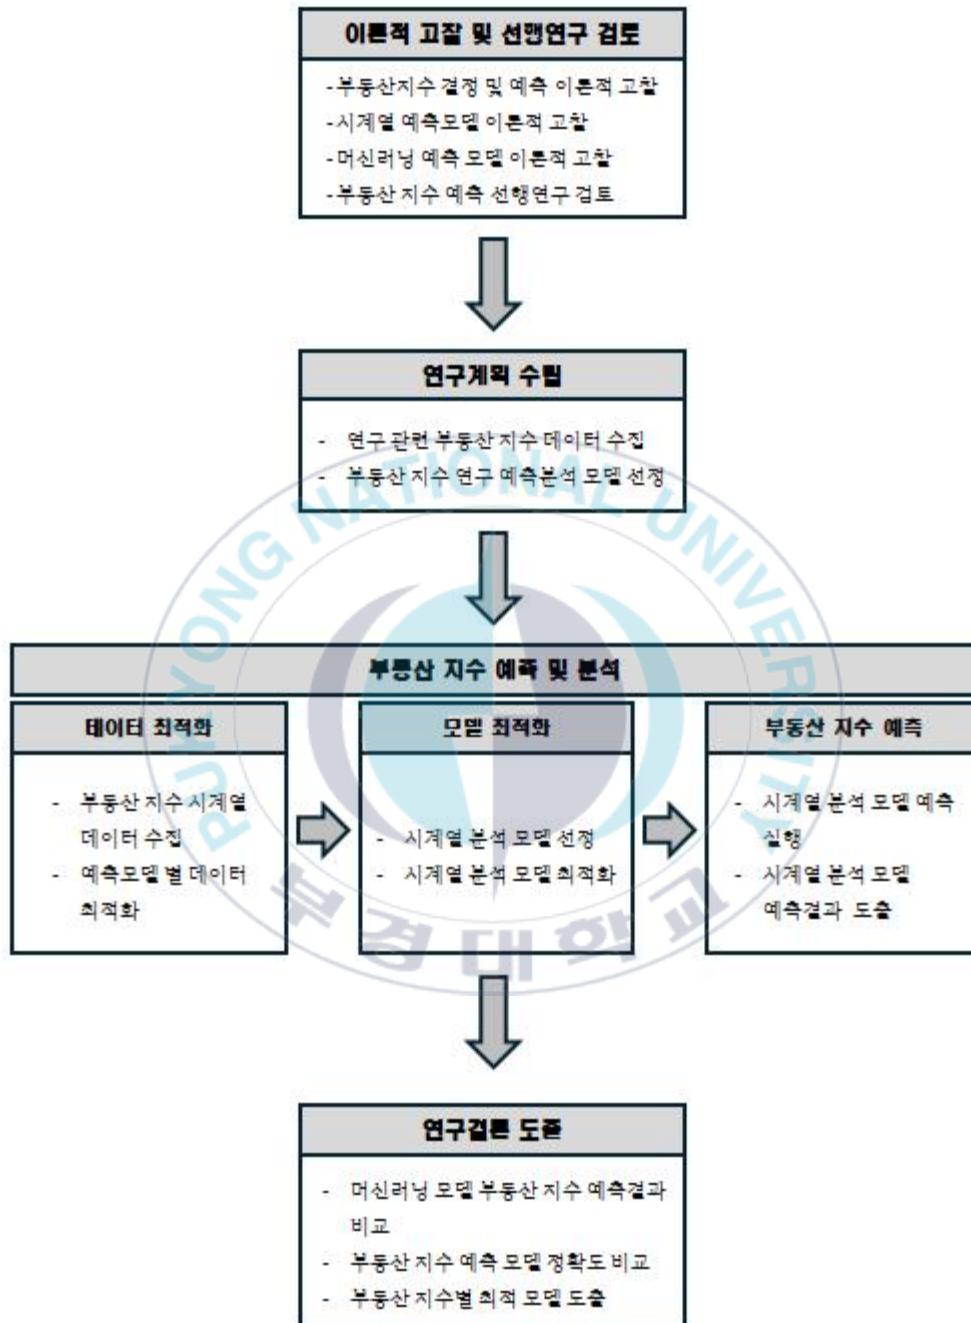 이론적 고찰 및 선행연구 검토
-부동산지수 결정 및 예측 이론적 고찰
-시계열 예측모델 이론적 고찰
-머신러닝 예측 모델 이론적 고찰
-부동산 지수 예측 선행연구 검토
연구계획 수립
- 연구 관련 부동산 지수 데이터 수집
- 부동산 지수 연구 예측분석 모델 선정
부동산 지수 예측 및 분석
데이터 최적화
- 부동산 지수 시계열
데이터 수집
- 예측모델 별 데이터
최적화
모델 최적화
- 시계열 분석 모델 선정
- 시계열 분석 모델 최적화
부동산 지수 예측
- 시계열 분석 모델 예측
실행
- 시계열 분석 모델
예측결과 도출
연구결론 도출
- 머신러닝 모델 부동산 지수 예측결과
비교
- 부동산 지수 예측 모델 정확도 비교
- 부동산 지수별 최적 모델 도출
PUKYONG NATIONAL UNIVERSITY
부경대학교